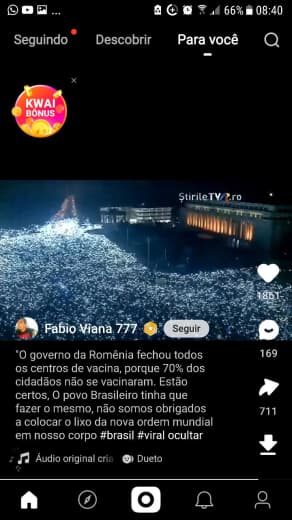 66% 08:40
Seguindo Descobrir Para você
KWAI
BÔNUS
ȘtirileTV.ro
1861
Fabio Viana 777 Seguir
169
"O governo da Romênia fechou todos
os centros de vacina, porque 70% dos
cidadãos não se vacinaram. Estão
certos, O povo Brasileiro tinha que
fazer o mesmo, não somos obrigados
a colocar o lixo da nova ordem mundial
em nosso corpo #brasil #viral ocultar
711
Áudio original cria Dueto